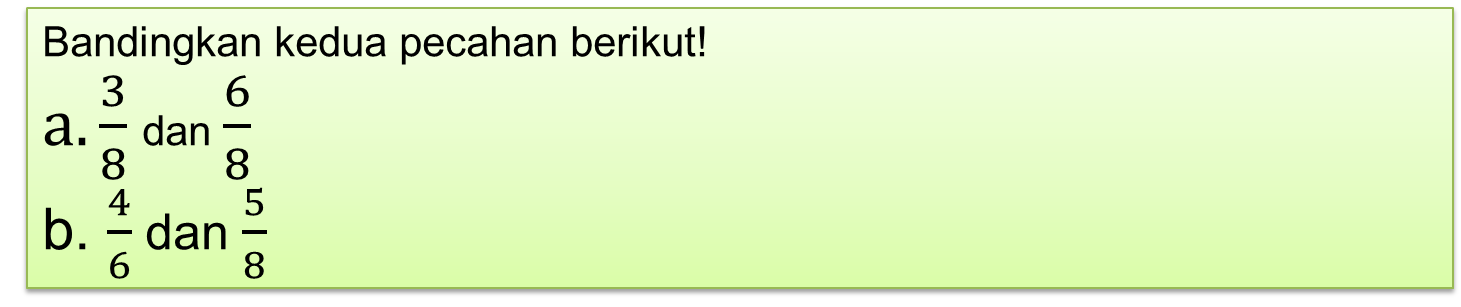 Bandingkan kedua pecahan berikut!
a. 3/8 dan 6/8
b. 4/6 dan 5/8